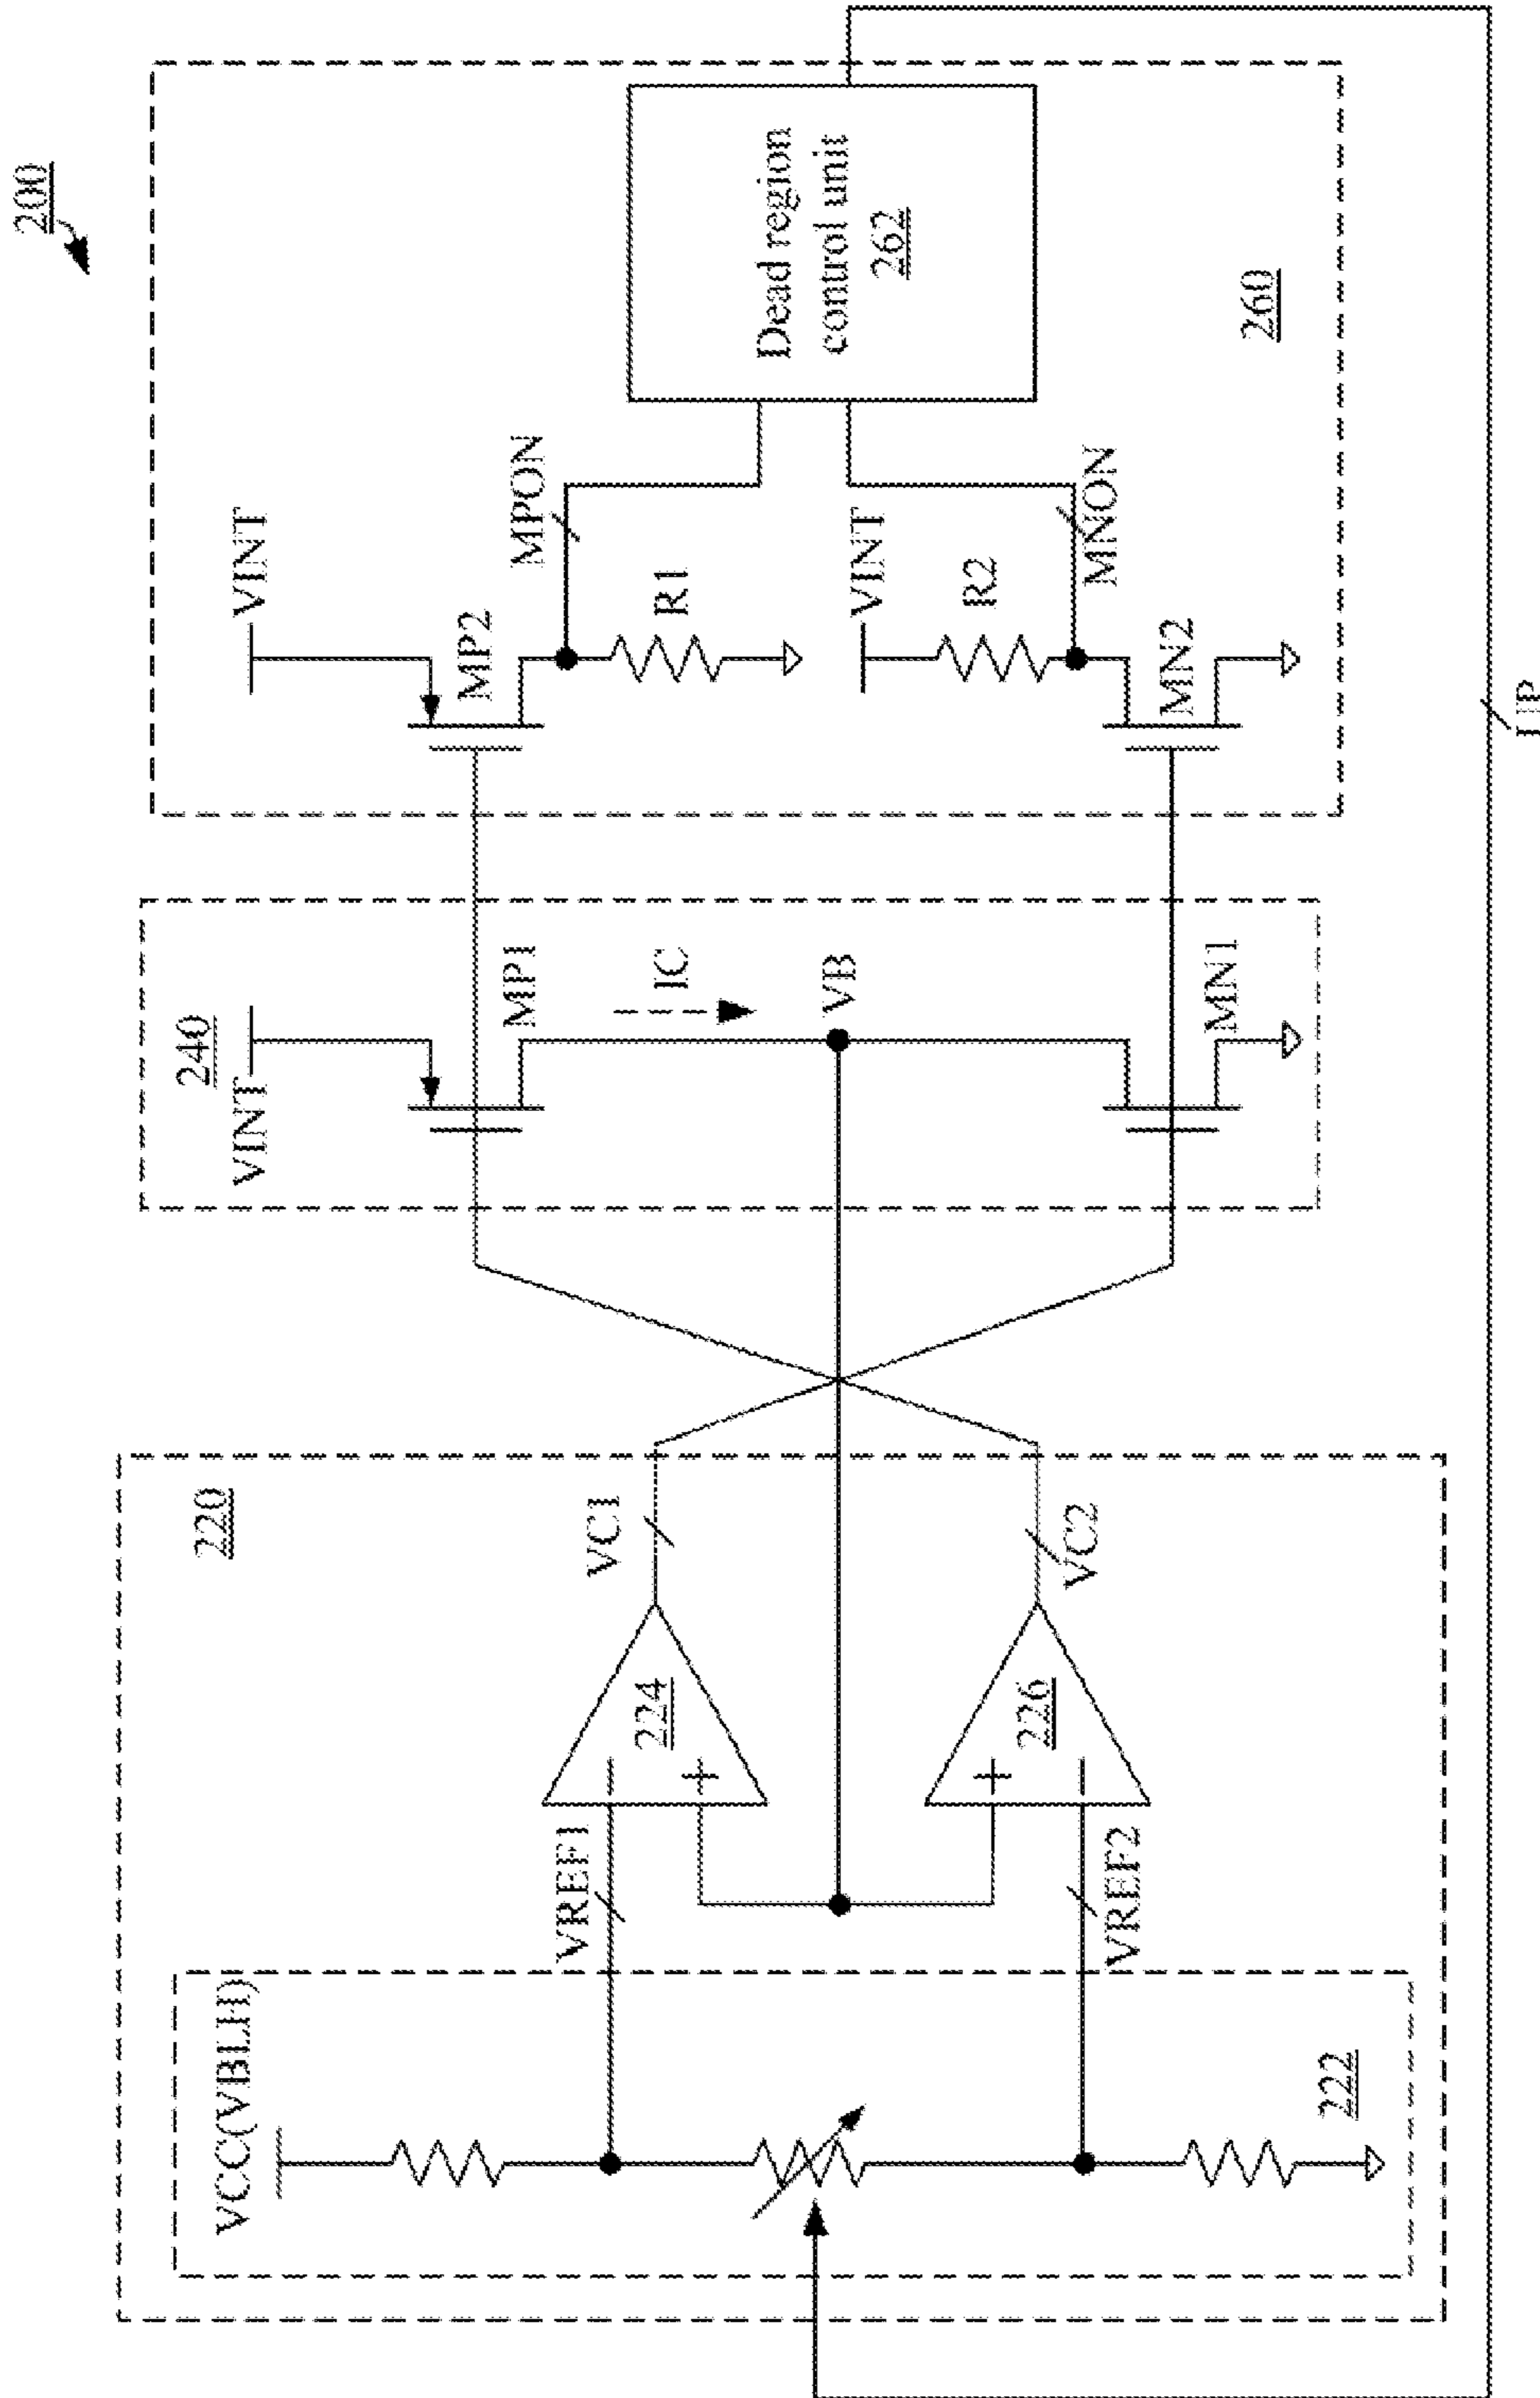 200
220
VCC(VBLH)
222
VREF1
VREF2
224
226
VC1
VC2
240
VINT
MP1
IC
VB
MN1
VINT
MP2
MPON
R1
VINT
R2
MNON
MN2
Dead region
control unit
262
260
UP